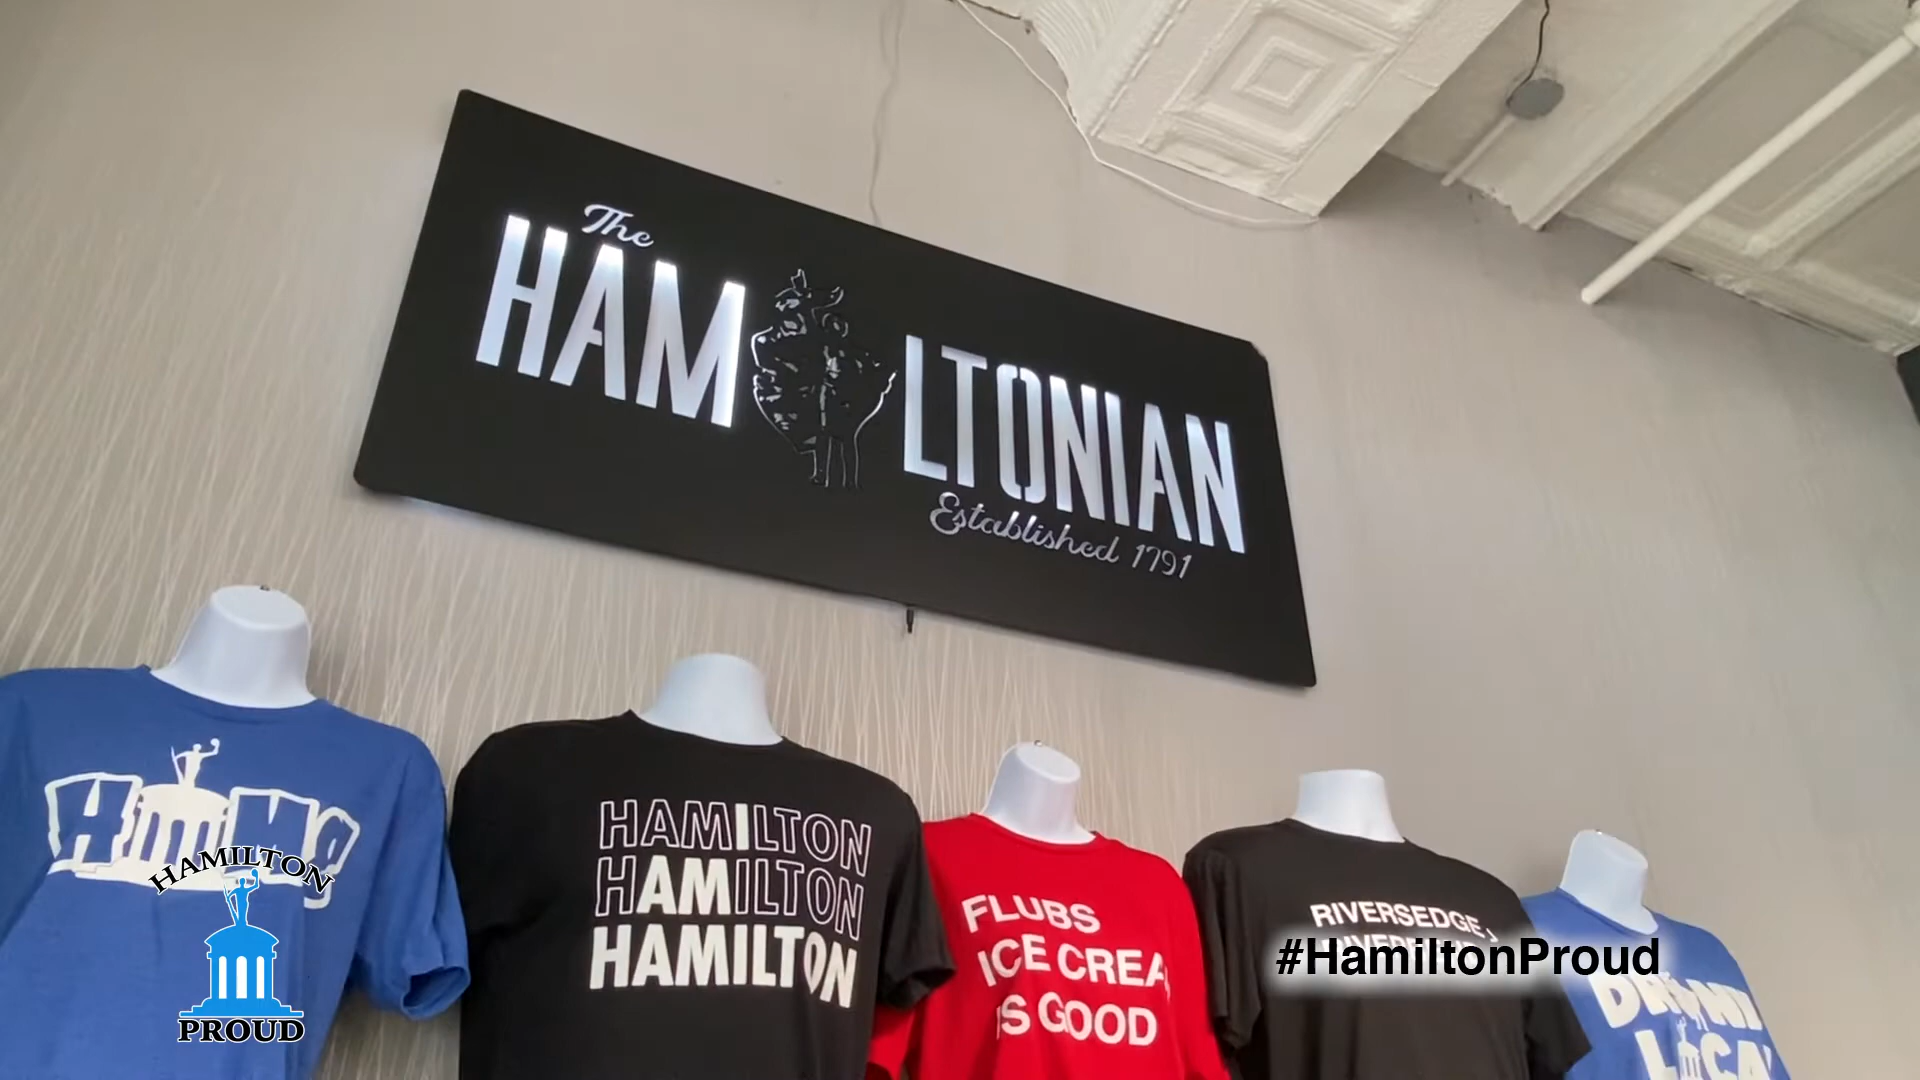 The
HAM LTONIAN
Established 1791
HAMILTON
HAMILTON
HAMILTON
FLUBS
ICE CREA
IS GOOD
RIVERSEDGE
#HamiltonProud
HAMILTON
PROUD